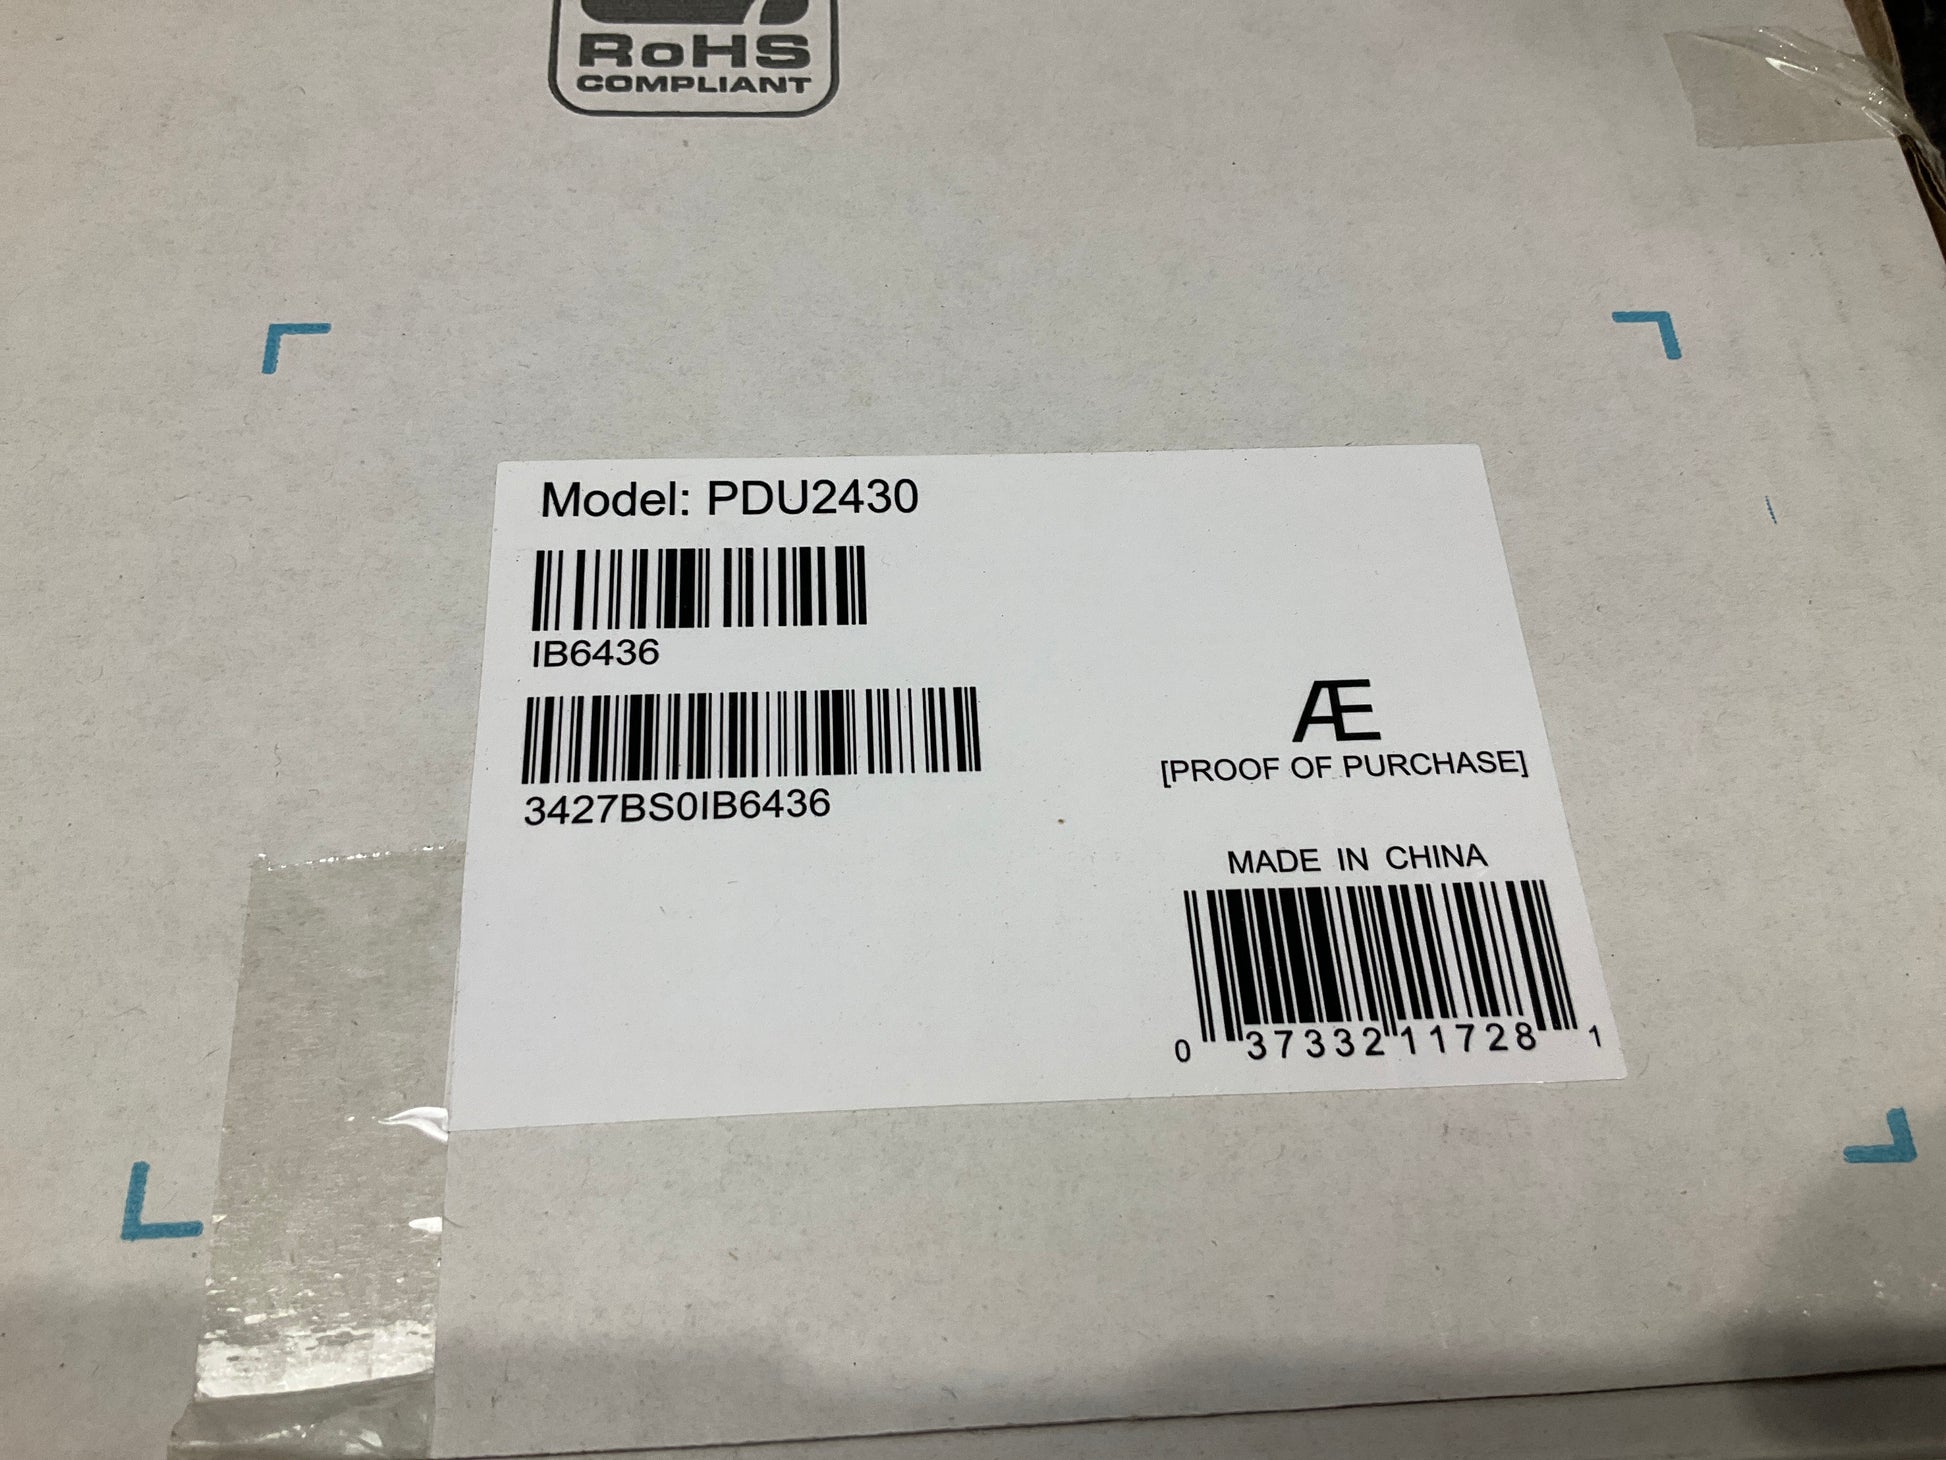 RoHS
COMPLIANT
Model: PDU2430
IB6436
3427BS0IB6436
Æ
[PROOF OF PURCHASE]
MADE IN CHINA
0 37332 11728 1